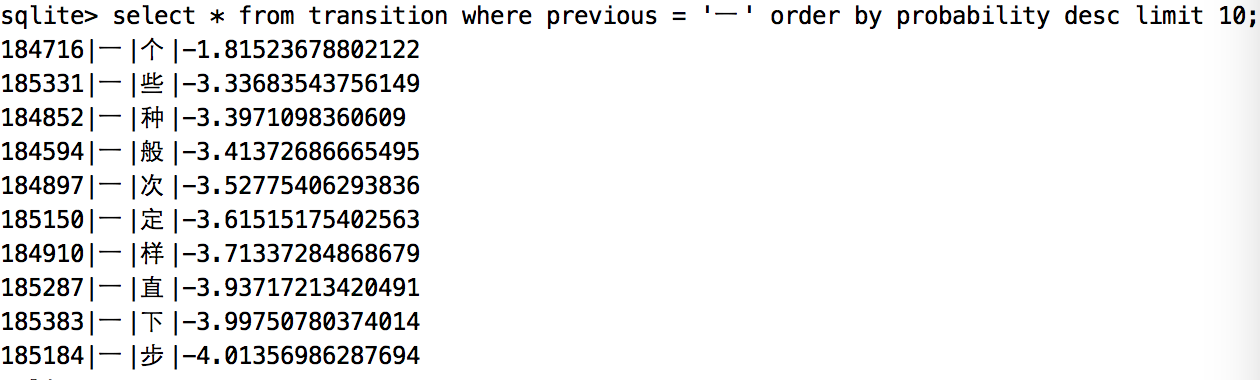 sqlite> select * from transition where previous = '一' order by probability desc limit 10;
184716|一|个|-1.81523678802122
185331|一|些|-3.33683543756149
184852|一|种|-3.3971098360609
184594|一|般|-3.41372686665495
184897|一|次|-3.52775406293836
185150|一|定|-3.61515175402563
184910|一|样|-3.71337284868679
185287|一|直|-3.93717213420491
185383|一|下|-3.99750780374014
185184|一|步|-4.01356986287694